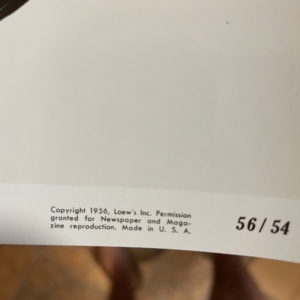 Copyright 1956, Loew's Inc. Permission
granted for Newspaper and Maga-
zine reproduction. Made in U. S. A.
56/54